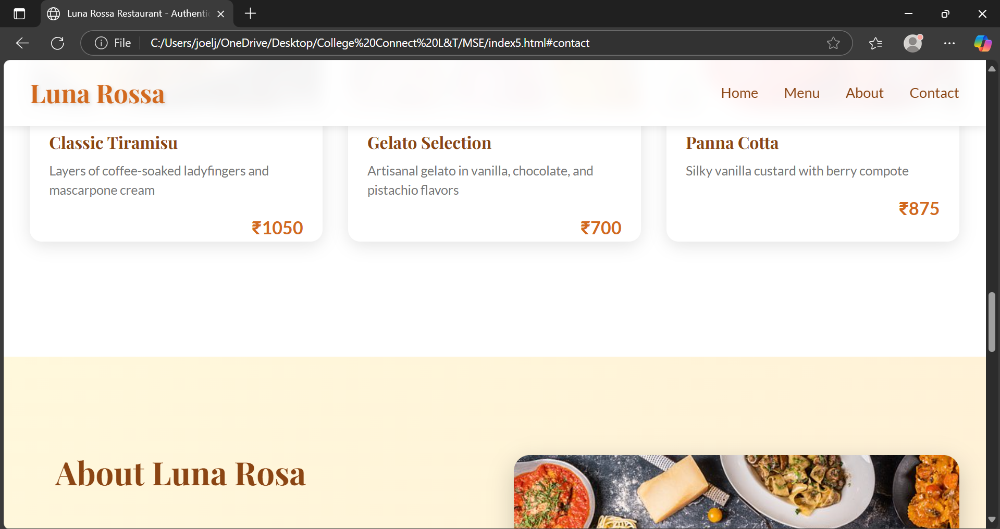 Luna Rossa Restaurant - Authentic
File
C:/Users/joelj/OneDrive/Desktop/College%20Connect%20L&T/MSE/index5.html#contact
Luna Rossa
Home Menu About Contact
Classic Tiramisu
Layers of coffee-soaked ladyfingers and
mascarpone cream
₹1050
Gelato Selection
Artisanal gelato in vanilla, chocolate, and
pistachio flavors
₹700
Panna Cotta
Silky vanilla custard with berry compote
₹875
About Luna Rosa